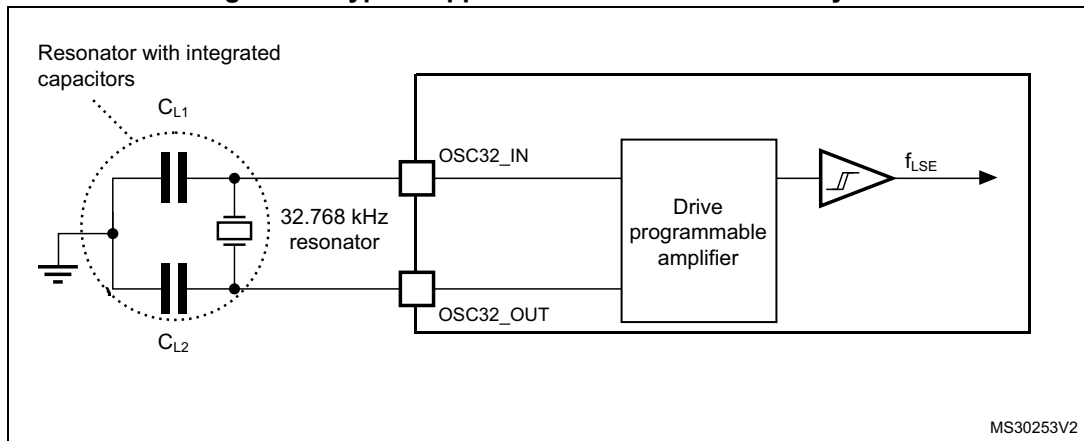 Resonator with integrated
capacitors
CL1
OSC32_IN
fLSE
32.768 kHz
resonator
Drive
programmable
amplifier
OSC32_OUT
CL2
MS30253V2